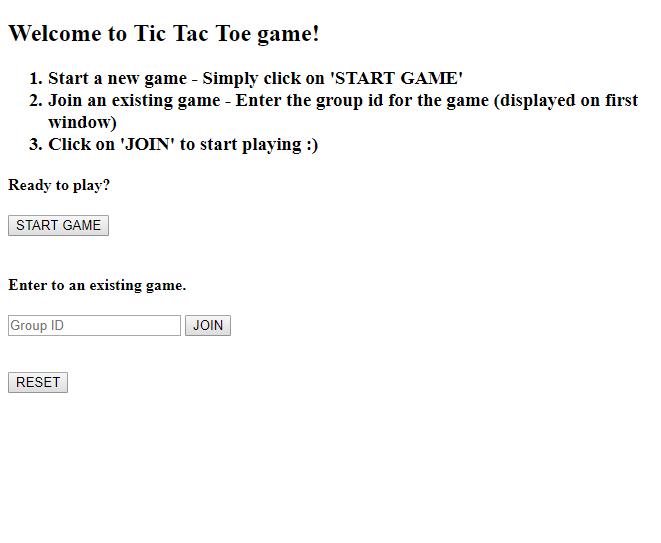 Welcome to Tic Tac Toe game!
1. Start a new game - Simply click on 'START GAME'
2. Join an existing game - Enter the group id for the game (displayed on first
window)
3. Click on 'JOIN' to start playing :)
Ready to play?
START GAME
Enter to an existing game.
Group ID JOIN
RESET